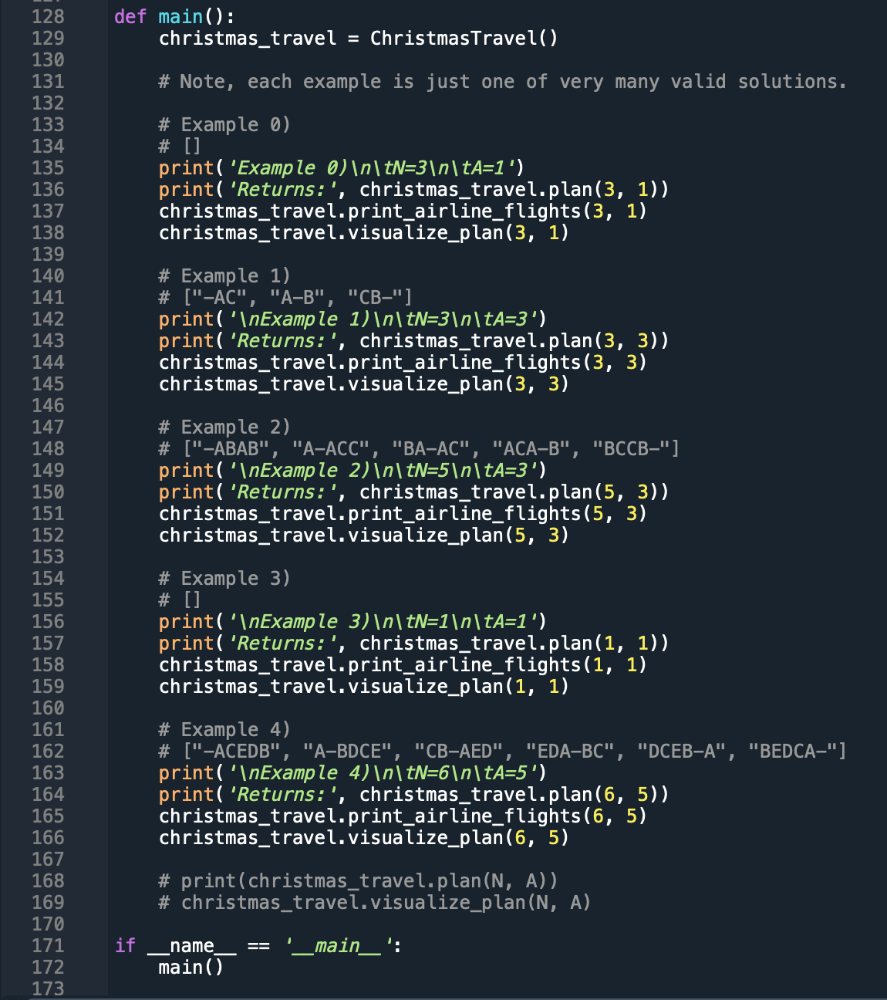 128 def main():
129     christmas_travel = ChristmasTravel()
130
131     # Note, each example is just one of very many valid solutions.
132
133     # Example 0)
134     # []
135     print('Example 0)\n\tN=3\n\tA=1')
136     print('Returns:', christmas_travel.plan(3, 1))
137     christmas_travel.print_airline_flights(3, 1)
138     christmas_travel.visualize_plan(3, 1)
139
140     # Example 1)
141     # ["-AC", "A-B", "CB-"]
142     print('\nExample 1)\n\tN=3\n\tA=3')
143     print('Returns:', christmas_travel.plan(3, 3))
144     christmas_travel.print_airline_flights(3, 3)
145     christmas_travel.visualize_plan(3, 3)
146
147     # Example 2)
148     # ["-ABAB", "A-ACC", "BA-AC", "ACA-B", "BCCB-"]
149     print('\nExample 2)\n\tN=5\n\tA=3')
150     print('Returns:', christmas_travel.plan(5, 3))
151     christmas_travel.print_airline_flights(5, 3)
152     christmas_travel.visualize_plan(5, 3)
153
154     # Example 3)
155     # []
156     print('\nExample 3)\n\tN=1\n\tA=1')
157     print('Returns:', christmas_travel.plan(1, 1))
158     christmas_travel.print_airline_flights(1, 1)
159     christmas_travel.visualize_plan(1, 1)
160
161     # Example 4)
162     # ["-ACEDB", "A-BDCE", "CB-AED", "EDA-BC", "DCEB-A", "BEDCA-"]
163     print('\nExample 4)\n\tN=6\n\tA=5')
164     print('Returns:', christmas_travel.plan(6, 5))
165     christmas_travel.print_airline_flights(6, 5)
166     christmas_travel.visualize_plan(6, 5)
167
168     # print(christmas_travel.plan(N, A))
169     # christmas_travel.visualize_plan(N, A)
170
171 if __name__ == '__main__':
172     main()
173